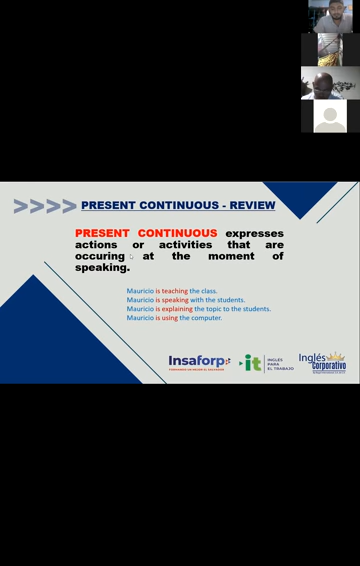 >>>> PRESENT CONTINUOUS - REVIEW
PRESENT CONTINUOUS expresses
actions or activities that are
occuring at the moment of
speaking.
Mauricio is teaching the class.
Mauricio is speaking with the students.
Mauricio is explaining the topic to the students.
Mauricio is using the computer.
Insaforp
it
INGLÉS
PARA
EL TRABAJO
Inglés
Corporativo